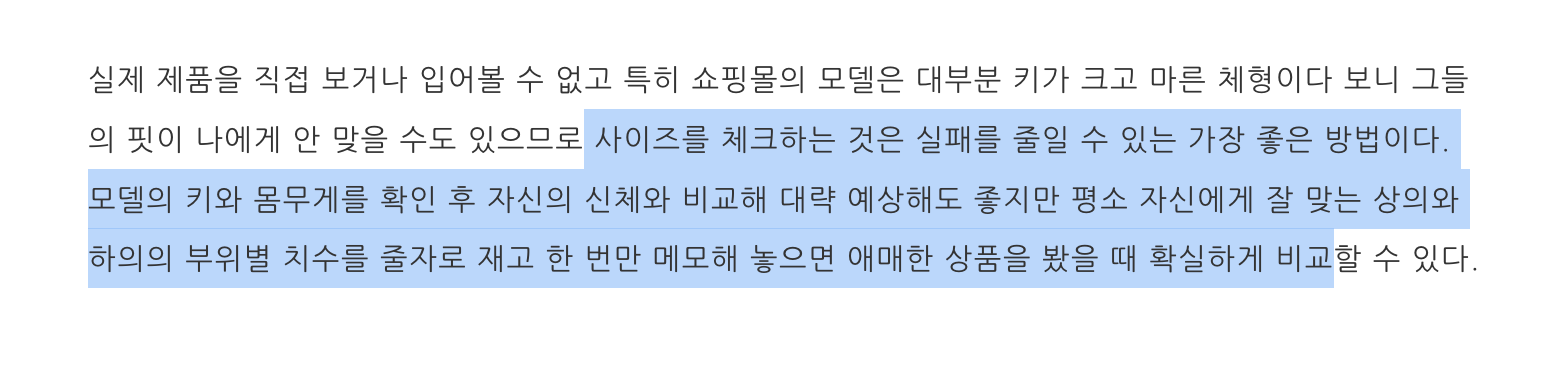 실제 제품을 직접 보거나 입어볼 수 없고 특히 쇼핑몰의 모델은 대부분 키가 크고 마른 체형이다 보니 그들
의 핏이 나에게 안 맞을 수도 있으므로 사이즈를 체크하는 것은 실패를 줄일 수 있는 가장 좋은 방법이다.
모델의 키와 몸무게를 확인 후 자신의 신체와 비교해 대략 예상해도 좋지만 평소 자신에게 잘 맞는 상의와
하의의 부위별 치수를 줄자로 재고 한 번만 메모해 놓으면 애매한 상품을 봤을 때 확실하게 비교할 수 있다.